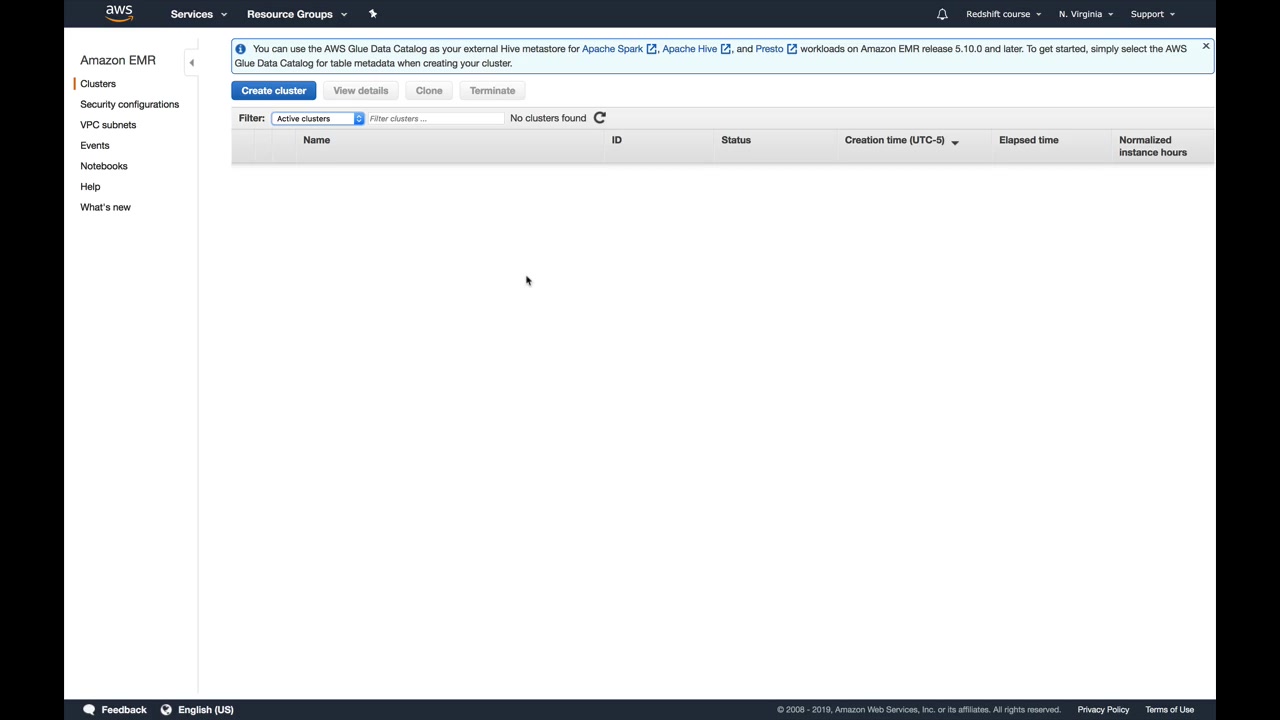 aws Services Resource Groups Redshift course N. Virginia Support
You can use the AWS Glue Data Catalog as your external Hive metastore for Apache Spark , Apache Hive , and Presto workloads on Amazon EMR release 5.10.0 and later. To get started, simply select the AWS
Glue Data Catalog for table metadata when creating your cluster.
Amazon EMR
Clusters
Security configurations
VPC subnets
Events
Notebooks
Help
What's new
Create cluster View details Clone Terminate
Filter: Active clusters Filter clusters ... No clusters found
Name ID Status Creation time (UTC-5) Elapsed time Normalized
instance hours
Feedback English (US) © 2008 - 2019, Amazon Web Services, Inc. or its affiliates. All rights reserved. Privacy Policy Terms of Use